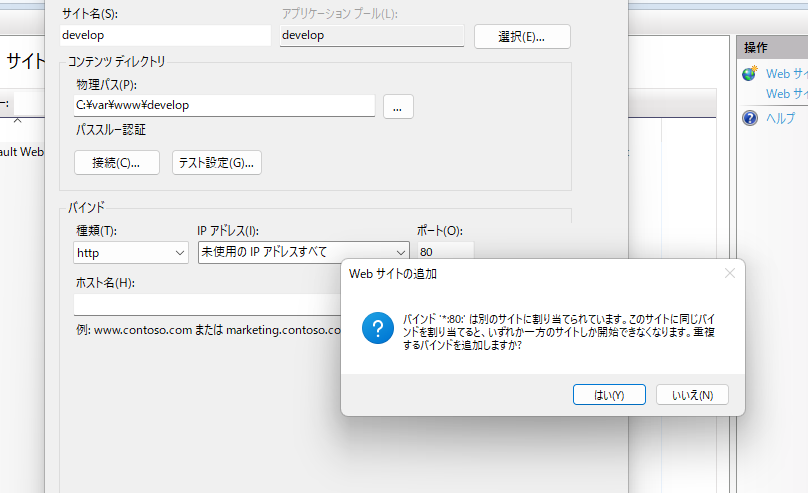 サイト名(S):
アプリケーション プール(L):
develop
develop
選択(E)...
操作
サイト
コンテンツ ディレクトリ
Web サイ
物理パス(P):
Web サイ
C:¥var¥www¥develop
...
ー:
ヘルプ
パススルー認証
ault Web
接続(C)...
テスト設定(G)...
バインド
種類(T):
IP アドレス(I):
ポート(O):
http
未使用の IP アドレスすべて
80
ホスト名(H):
Web サイトの追加
例: www.contoso.com または marketing.contoso.co
バインド '*:80:' は別のサイトに割り当てられています。このサイトに同じバイ
ンドを割り当てると、いずれか一方のサイトしか開始できなくなります。重複
するバインドを追加しますか?
はい(Y)
いいえ(N)